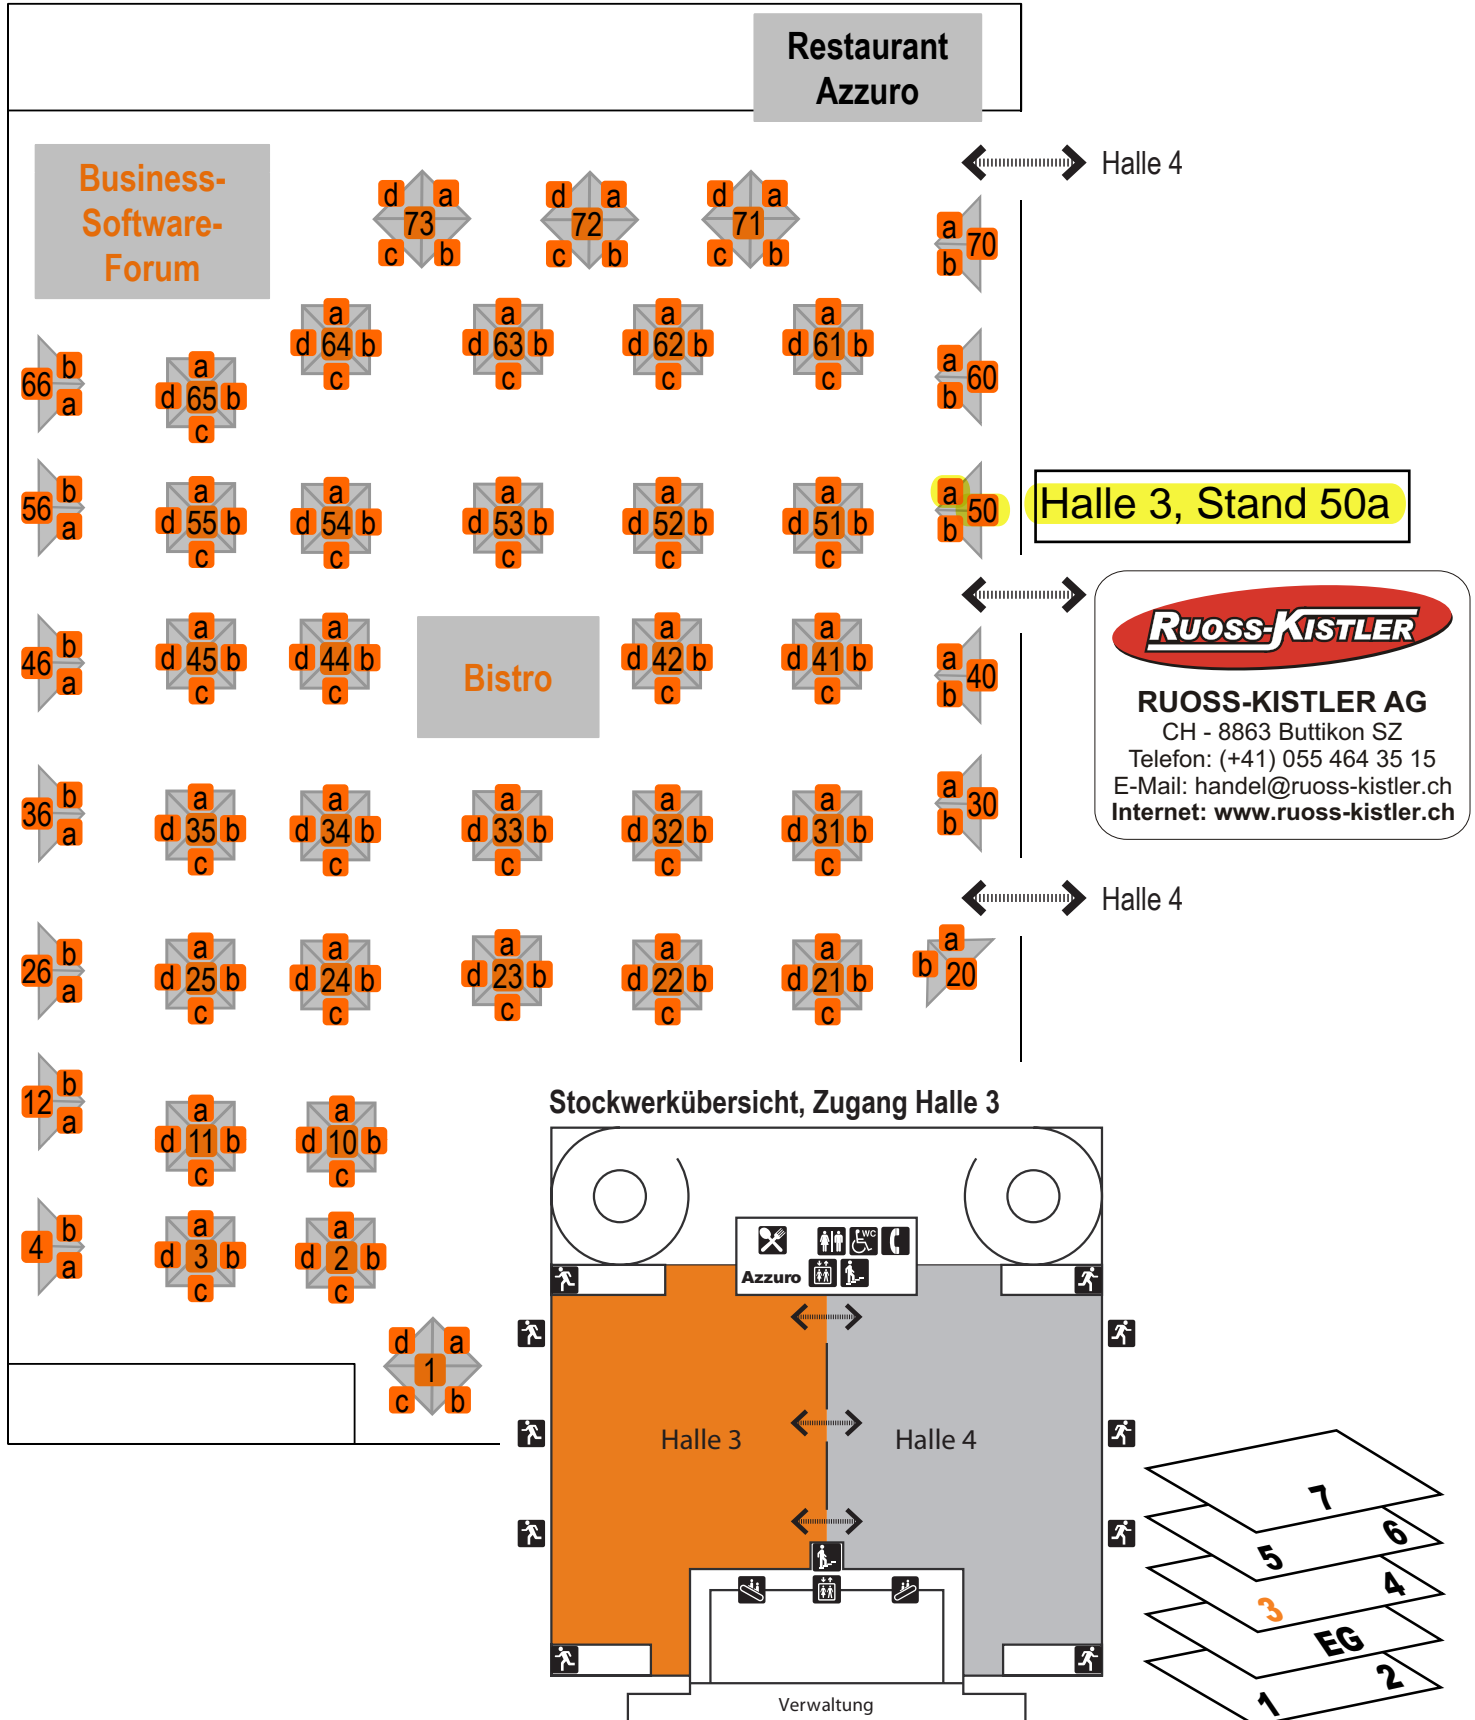 Restaurant
Azzuro
Halle 4
Business-
Software-
Forum
d a
73
c b
d a
72
c b
d a
71
c b
a
70
b
a
d 64 b
c
a
d 63 b
c
a
d 62 b
c
a
d 61 b
c
a
60
b
b
66
a
a
d 65 b
c
b
56
a
a
d 55 b
c
a
d 54 b
c
a
d 53 b
c
a
d 52 b
c
a
d 51 b
c
a
50
b
Halle 3, Stand 50a
b
46
a
a
d 45 b
c
a
d 44 b
c
Bistro
a
d 42 b
c
a
d 41 b
c
a
40
b
RUOSS-KISTLER
RUOSS-KISTLER AG
CH - 8863 Buttikon SZ
Telefon: (+41) 055 464 35 15
E-Mail: handel@ruoss-kistler.ch
Internet: www.ruoss-kistler.ch
b
36
a
a
d 35 b
c
a
d 34 b
c
a
d 33 b
c
a
d 32 b
c
a
d 31 b
c
a
30
b
Halle 4
b
26
a
a
d 25 b
c
a
d 24 b
c
a
d 23 b
c
a
d 22 b
c
a
d 21 b
c
a
b 20
b
12
a
a
d 11 b
c
a
d 10 b
c
b
4
a
a
d 3 b
c
a
d 2 b
c
d a
1
c b
Stockwerkübersicht, Zugang Halle 3
WC
Azzuro
Halle 3
Halle 4
Verwaltung
7
5 6
3 4
EG
1 2